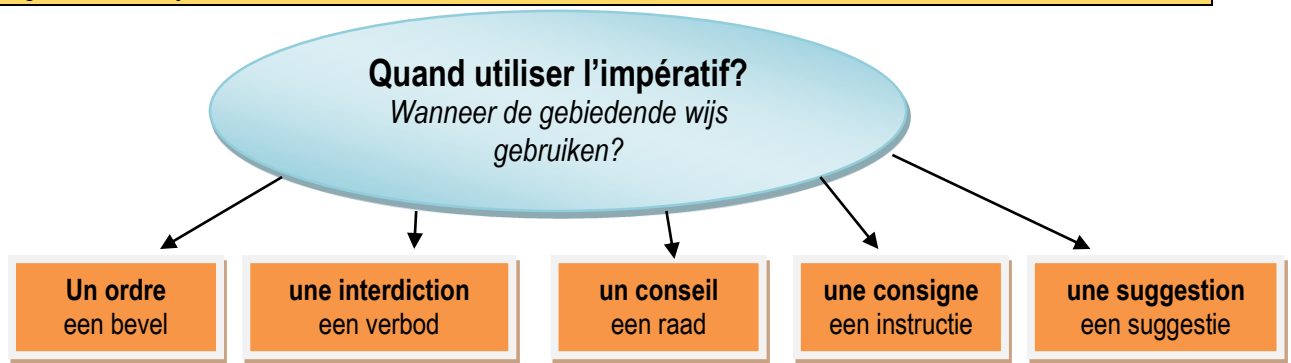 Quand utiliser l’impératif?
Wanneer de gebiedende wijs
gebruiken?
Un ordre
een bevel
une interdiction
een verbod
un conseil
een raad
une consigne
een instructie
une suggestion
een suggestie